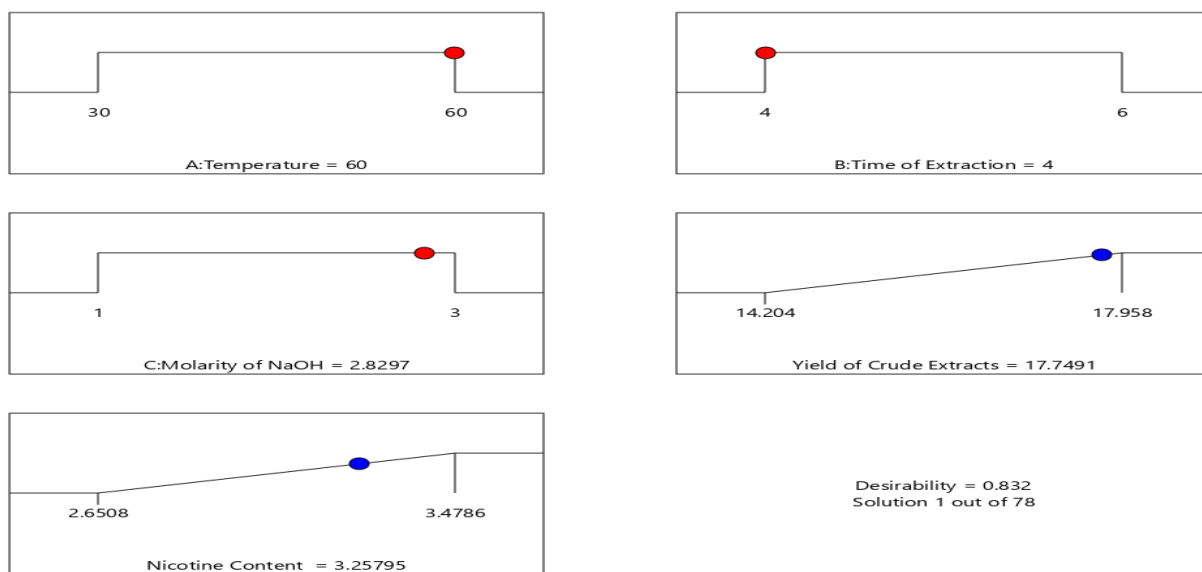 30 60
A:Temperature = 60
4 6
B:Time of Extraction = 4
1 3
C:Molarity of NaOH = 2.8297
14.204 17.958
Yield of Crude Extracts = 17.7491
2.6508 3.4786
Nicotine Content = 3.25795
Desirability = 0.832
Solution 1 out of 78